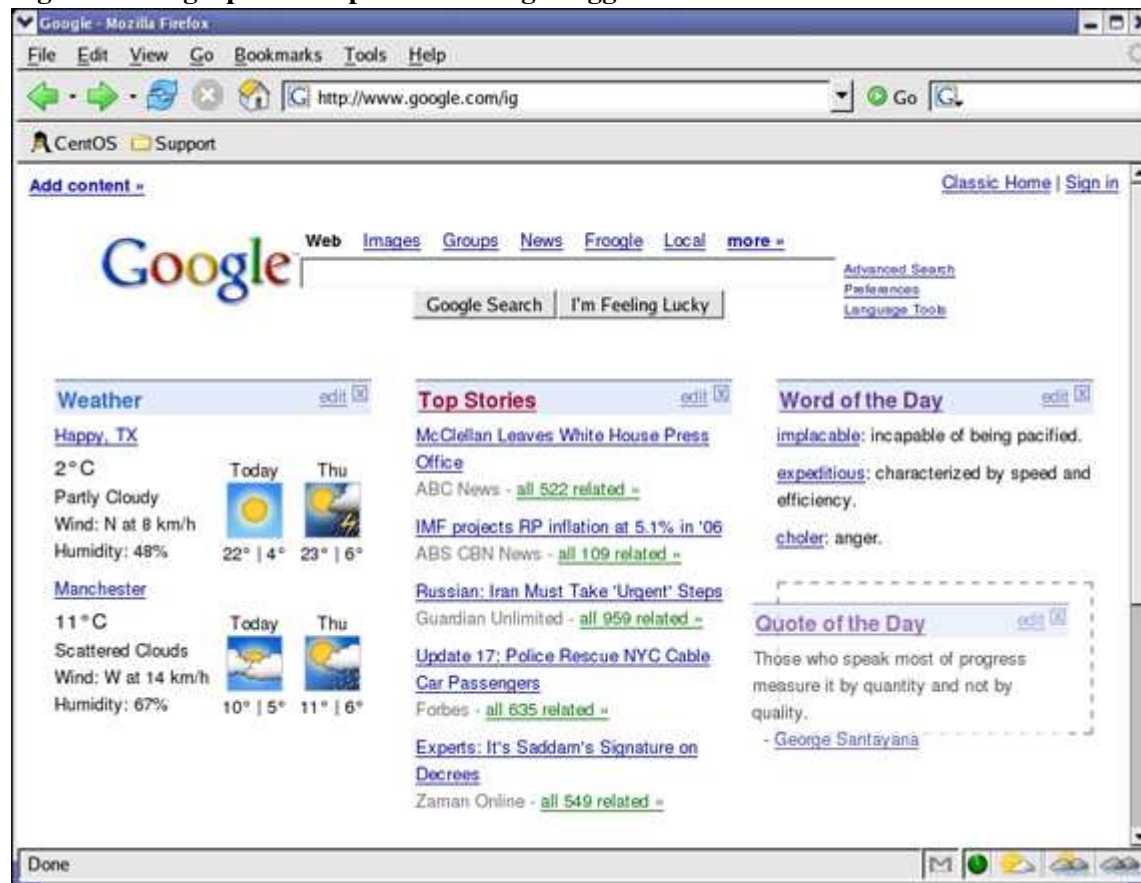 Google - Mozilla Firefox
File Edit View Go Bookmarks Tools Help
http://www.google.com/ig
Go
CentOS Support
Add content »
Classic Home | Sign in
Google
Web Images Groups News Froogle Local more »
Advanced Search
Preferences
Language Tools
Google Search I'm Feeling Lucky
Weather edit
Happy, TX
2°C
Partly Cloudy
Wind: N at 8 km/h
Humidity: 48%
Today Thu
22° | 4° 23° | 6°
Manchester
11°C
Scattered Clouds
Wind: W at 14 km/h
Humidity: 67%
Today Thu
10° | 5° 11° | 6°
Top Stories edit
McClellan Leaves White House Press
Office
ABC News - all 522 related »
IMF projects RP inflation at 5.1% in '06
ABS CBN News - all 109 related »
Russian: Iran Must Take 'Urgent' Steps
Guardian Unlimited - all 959 related »
Update 17: Police Rescue NYC Cable
Car Passengers
Forbes - all 635 related »
Experts: It's Saddam's Signature on
Decrees
Zaman Online - all 549 related »
Word of the Day edit
implacable: incapable of being pacified.
expeditious: characterized by speed and
efficiency.
choler: anger.
Quote of the Day edit
Those who speak most of progress
measure it by quantity and not by
quality.
- George Santayana
Done